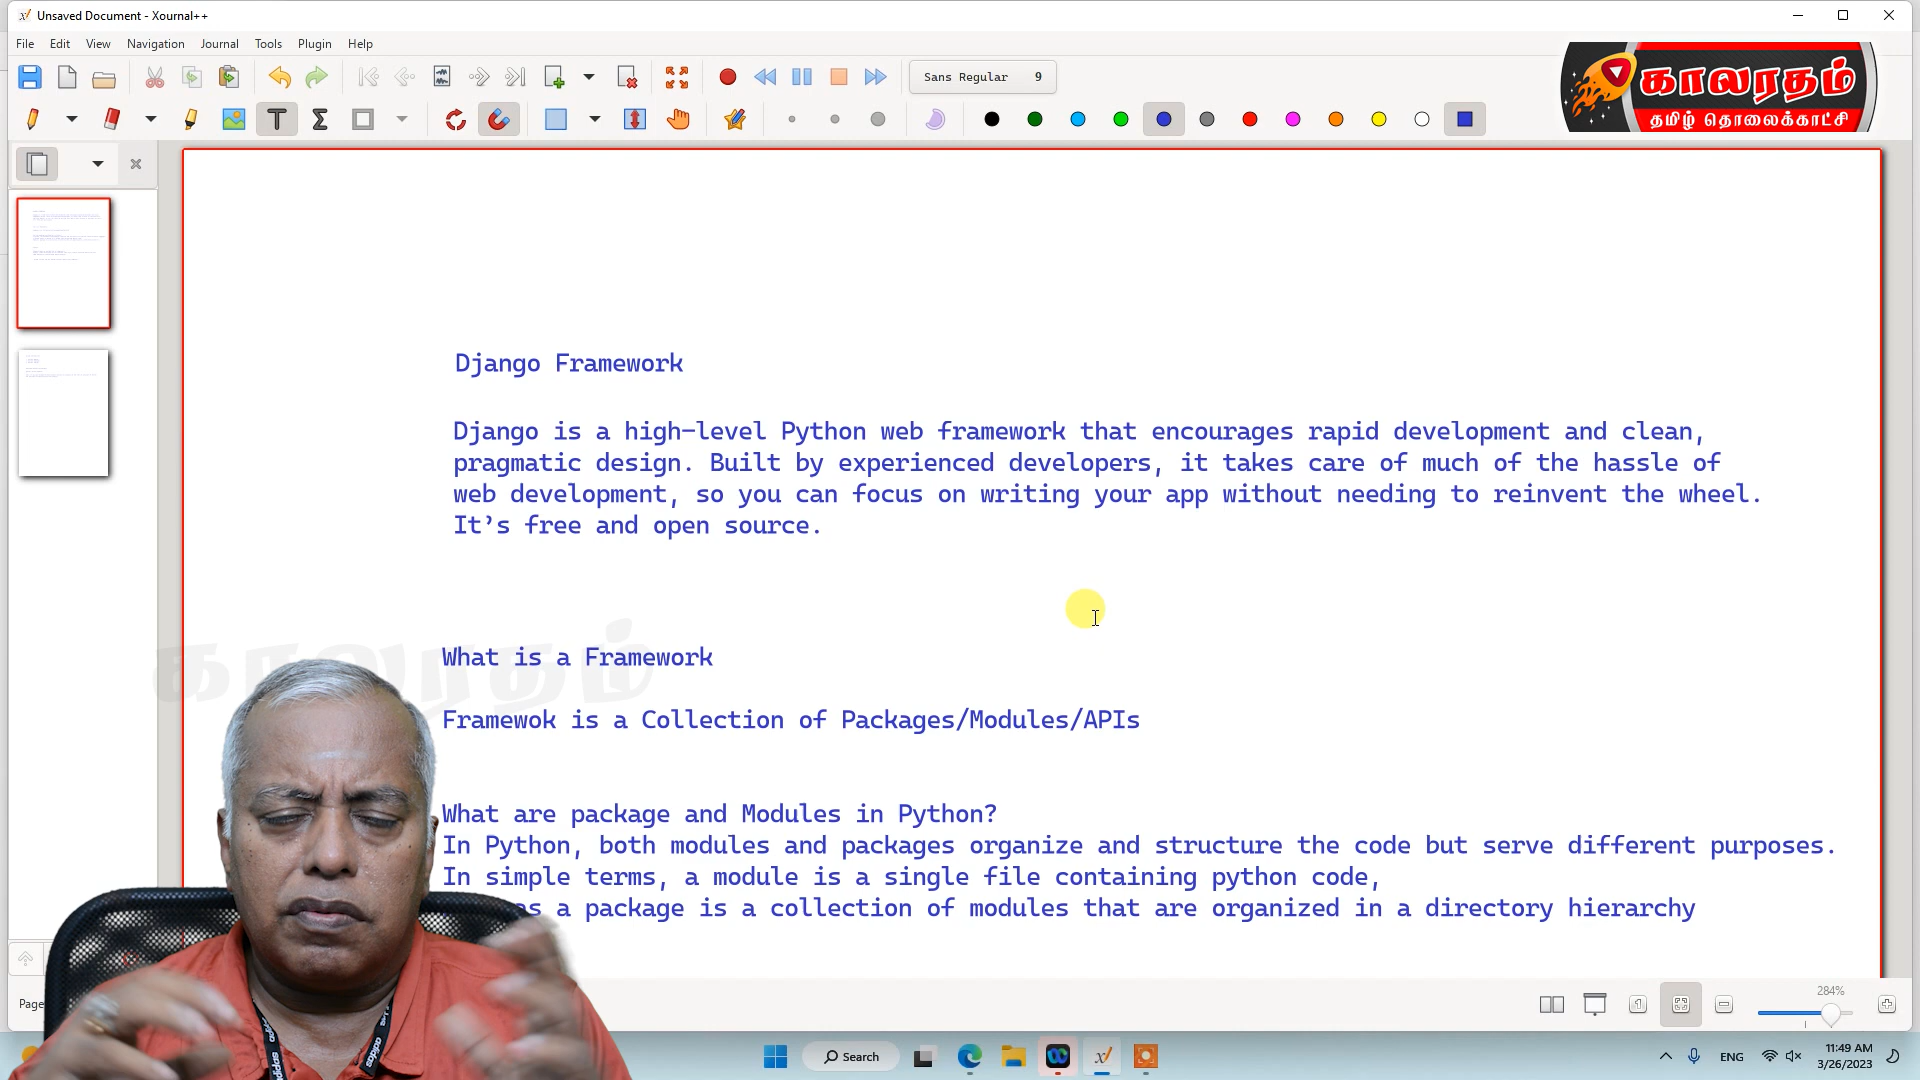 Unsaved Document - Xournal++
File Edit View Navigation Journal Tools Plugin Help
Sans Regular 9
காலரதம்
தமிழ் தொலைக்காட்சி
Django Framework
Django is a high-level Python web framework that encourages rapid development and clean,
pragmatic design. Built by experienced developers, it takes care of much of the hassle of
web development, so you can focus on writing your app without needing to reinvent the wheel.
It's free and open source.
காலரதம்
What is a Framework
Framewok is a Collection of Packages/Modules/APIs
What are package and Modules in Python?
In Python, both modules and packages organize and structure the code but serve different purposes.
In simple terms, a module is a single file containing python code,
as a package is a collection of modules that are organized in a directory hierarchy
Page
284%
Search
ENG
11:49 AM
3/26/2023
adidas